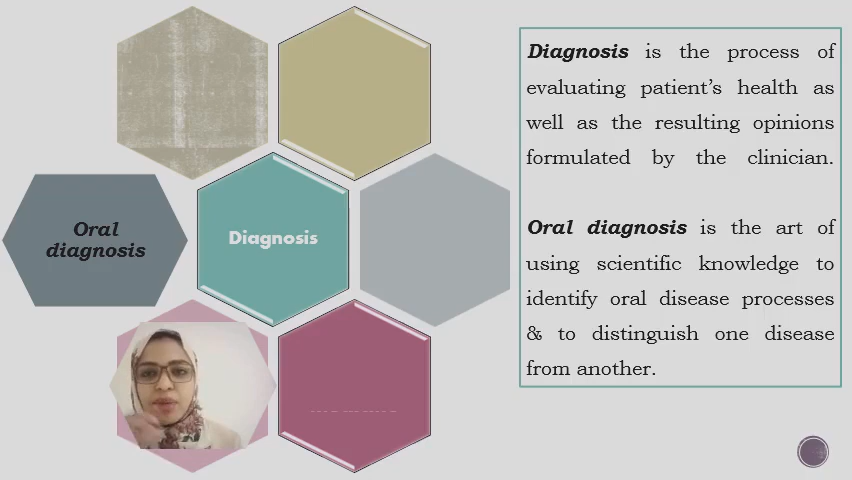 Oral
diagnosis
Diagnosis
Diagnosis is the process of
evaluating patient's health as
well as the resulting opinions
formulated by the clinician.
Oral diagnosis is the art of
using scientific knowledge to
identify oral disease processes
& to distinguish one disease
from another.